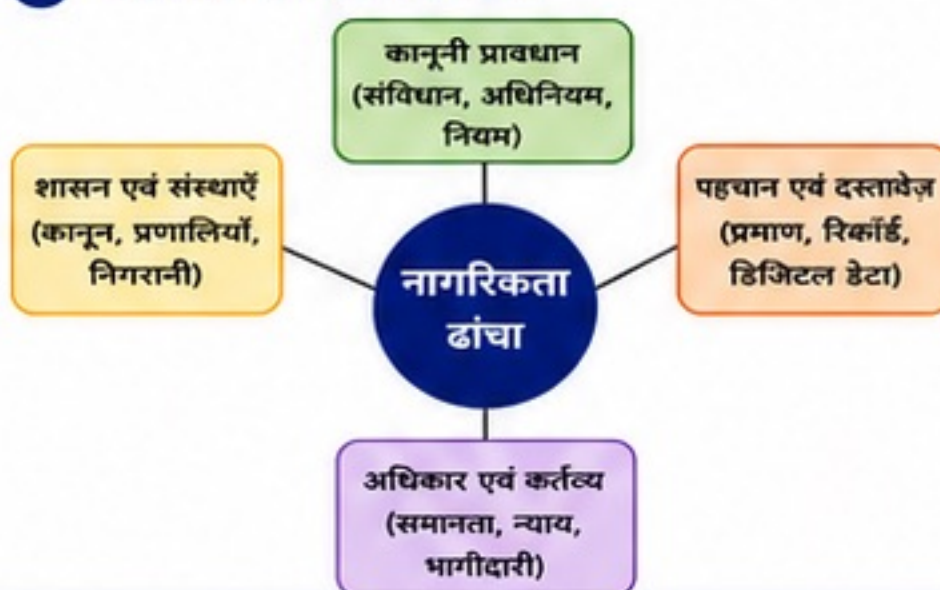 कानूनी प्रावधान
(संविधान, अधिनियम,
नियम)
शासन एवं संस्थाएँ
(कानून, प्रणालियाँ,
निगरानी)
पहचान एवं दस्तावेज़
(प्रमाण, रिकॉर्ड,
डिजिटल डेटा)
नागरिकता
ढांचा
अधिकार एवं कर्तव्य
(समानता, न्याय,
भागीदारी)